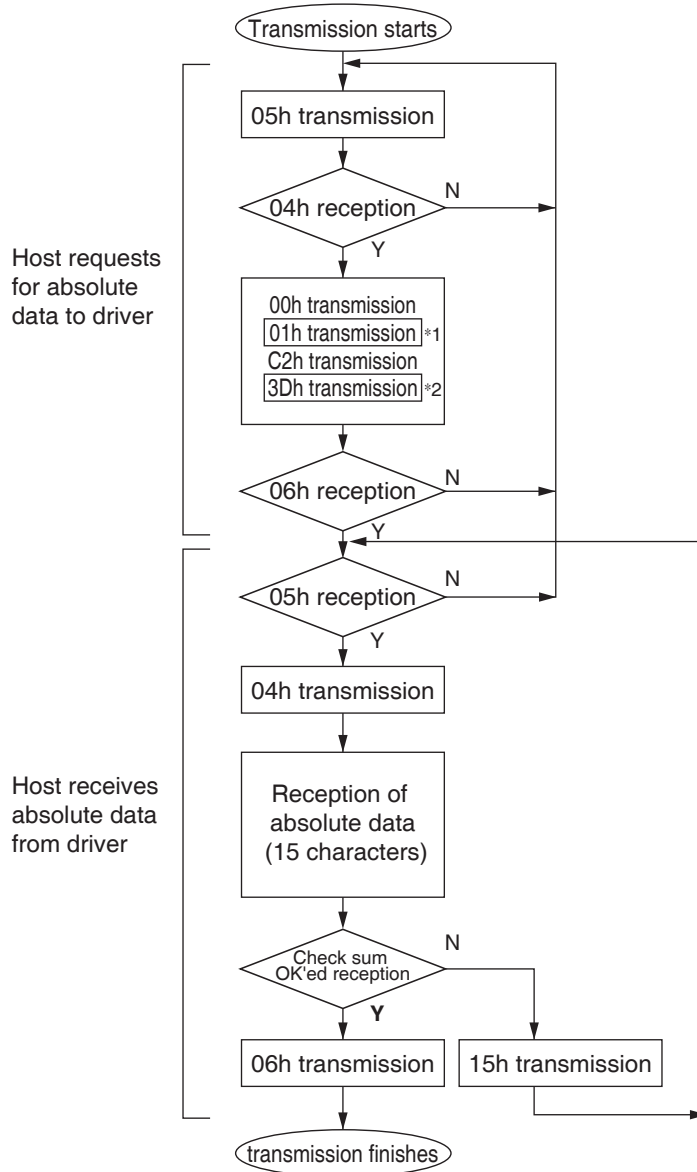 Transmission starts
05h transmission
04h reception
N
Y
Host requests
for absolute
data to driver
00h transmission
01h transmission *1
C2h transmission
3Dh transmission *2
06h reception
N
Y
05h reception
N
Y
04h transmission
Host receives
absolute data
from driver
Reception of
absolute data
(15 characters)
Check sum
OK'ed reception
N
Y
06h transmission
15h transmission
transmission finishes